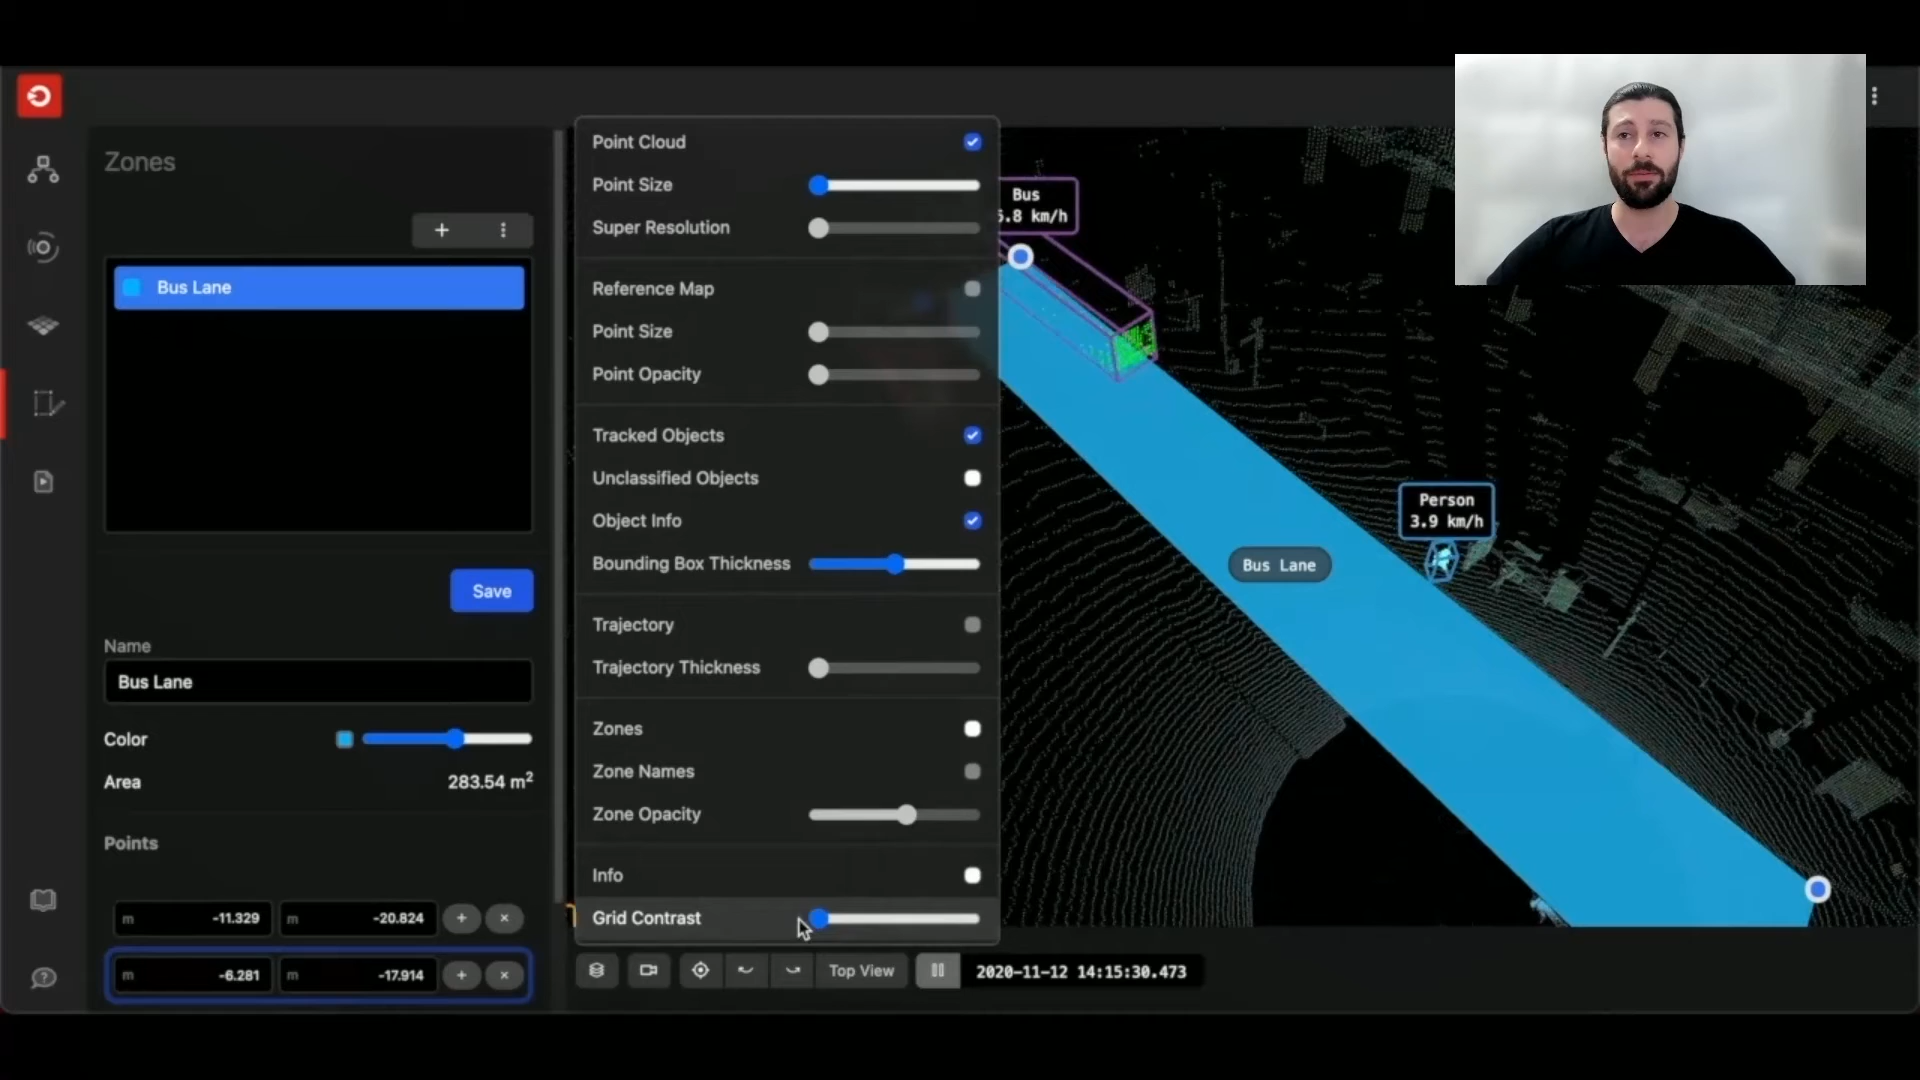 Zones
+
Bus Lane
Save
Name
Bus Lane
Color
Area 283.54 m²
Points
m -11.329 m -20.824 + ×
m -6.281 m -17.914 + ×
Point Cloud
Point Size
Super Resolution
Reference Map
Point Size
Point Opacity
Tracked Objects
Unclassified Objects
Object Info
Bounding Box Thickness
Trajectory
Trajectory Thickness
Zones
Zone Names
Zone Opacity
Info
Grid Contrast
Top View
2020-11-12 14:15:30.473
Bus
.8 km/h
Person
3.9 km/h
Bus Lane